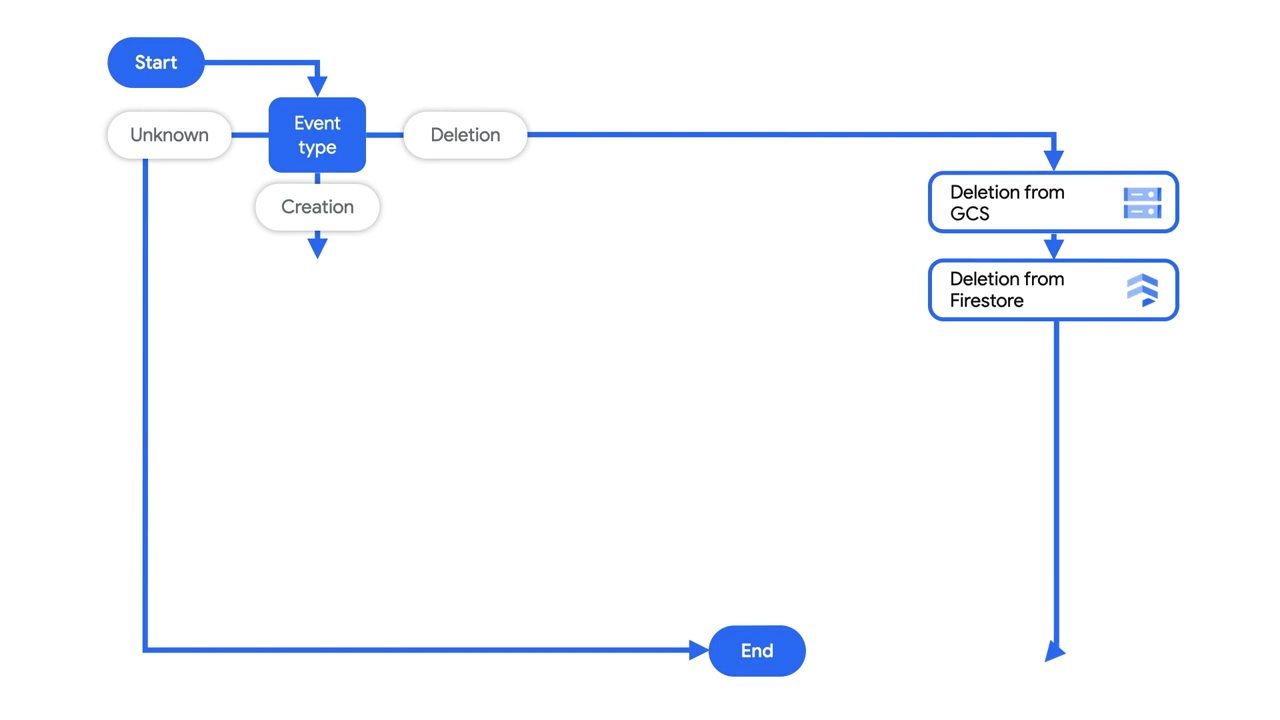 Start
Unknown
Event
type
Deletion
Creation
Deletion from
GCS
Deletion from
Firestore
End